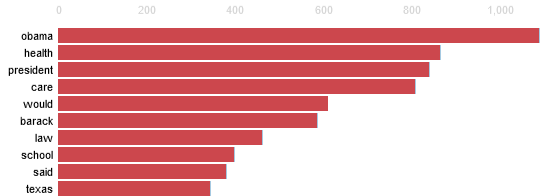 0 200 400 600 800 1,000
obama
health
president
care
would
barack
law
school
said
texas